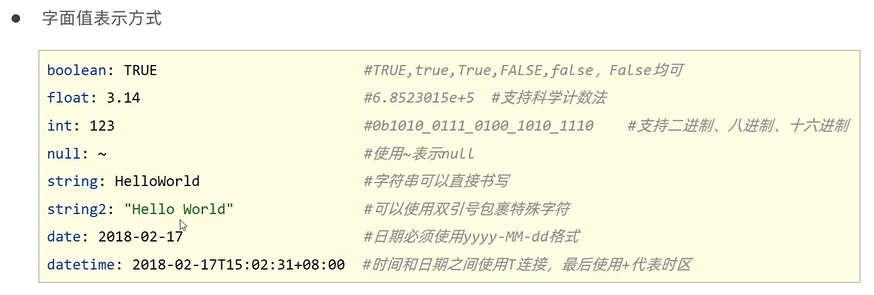 ● 字面值表示方式
boolean: TRUE #TRUE,true,True,FALSE,false，False均可
float: 3.14 #6.8523015e+5 #支持科学计数法
int: 123 #0b1010_0111_0100_1010_1110 #支持二进制、八进制、十六进制
null: ~ #使用~表示null
string: HelloWorld #字符串可以直接书写
string2: "Hello World" #可以使用双引号包裹特殊字符
date: 2018-02-17 #日期必须使用yyyy-MM-dd格式
datetime: 2018-02-17T15:02:31+08:00 #时间和日期之间使用T连接，最后使用+代表时区